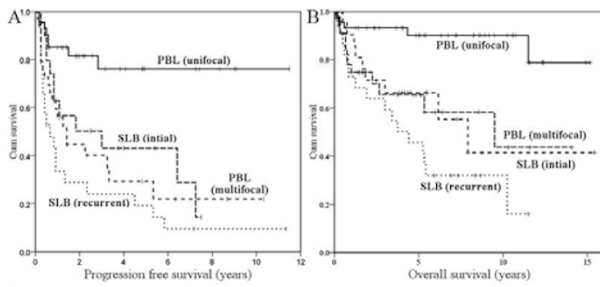 A
B
1.0
0.8
0.6
0.4
0.2
0.0
Cum survival
PBL (unifocal)
SLB (intial)
PBL
(multifocal)
SLB (recurrent)
0 2 4 6 8 10 12 14
Progression free survival (years)
1.0
0.8
0.6
0.4
0.2
0.0
Cum survival
PBL (unifocal)
PBL (multifocal)
SLB (intial)
SLB (recurrent)
0 5 10 15
Overall survival (years)